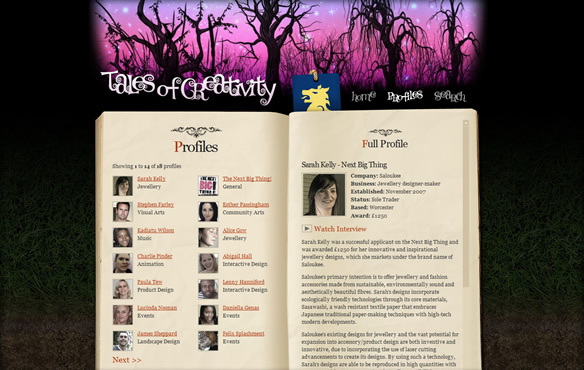 Tales of Creativity
home Profiles search
Profiles
Showing 1 to 14 of 28 profiles
Sarah Kelly
Jewellery
The Next Big Thing!
General
Stephen Farley
Visual Arts
Esther Passingham
Community Arts
Kadiatu Wilson
Music
Alice Gow
Jewellery
Charlie Pinder
Animation
Abigail Hall
Interactive Design
Paula Tew
Product Design
Lenny Hanniford
Interactive Design
Lucinda Noonan
Events
Daniella Genas
Events
James Sheppard
Landscape Design
Felix Splashment
Events
Next >>
Full Profile
Sarah Kelly - Next Big Thing
Company: Saloukee
Business: Jewellery designer-maker
Established: November 2007
Status: Sole Trader
Based: Worcester
Award: £1250
Watch Interview
Sarah Kelly was a successful applicant on the Next Big Thing and
was awarded £1250 for her innovative and inspirational
jewellery designs, which she markets under the brand name of
Saloukee.
Saloukee's primary intention is to offer jewellery and fashion
accessories made from sustainable, environmentally sound and
aesthetically beautiful fibres. Sarah's designs incorporate
ecologically friendly technologies through its core materials,
Sasawashi, a wash resistant textile paper that embraces
Japanese traditional paper-making techniques with high-tech
modern developments.
Saloukee's existing designs for jewellery and the vast potential for
expansion into accessory/product design are both inventive and
innovative, due to incorporating the use of laser cutting
advancements to create its designs. By using such a technology,
Sarah's designs are able to be reproduced in high quantities with